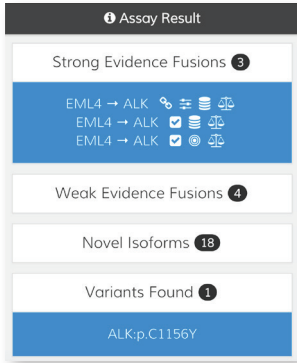 Assay Result
Strong Evidence Fusions 3
EML4 → ALK
EML4 → ALK
EML4 → ALK
Weak Evidence Fusions 4
Novel Isoforms 18
Variants Found 1
ALK:p.C1156Y